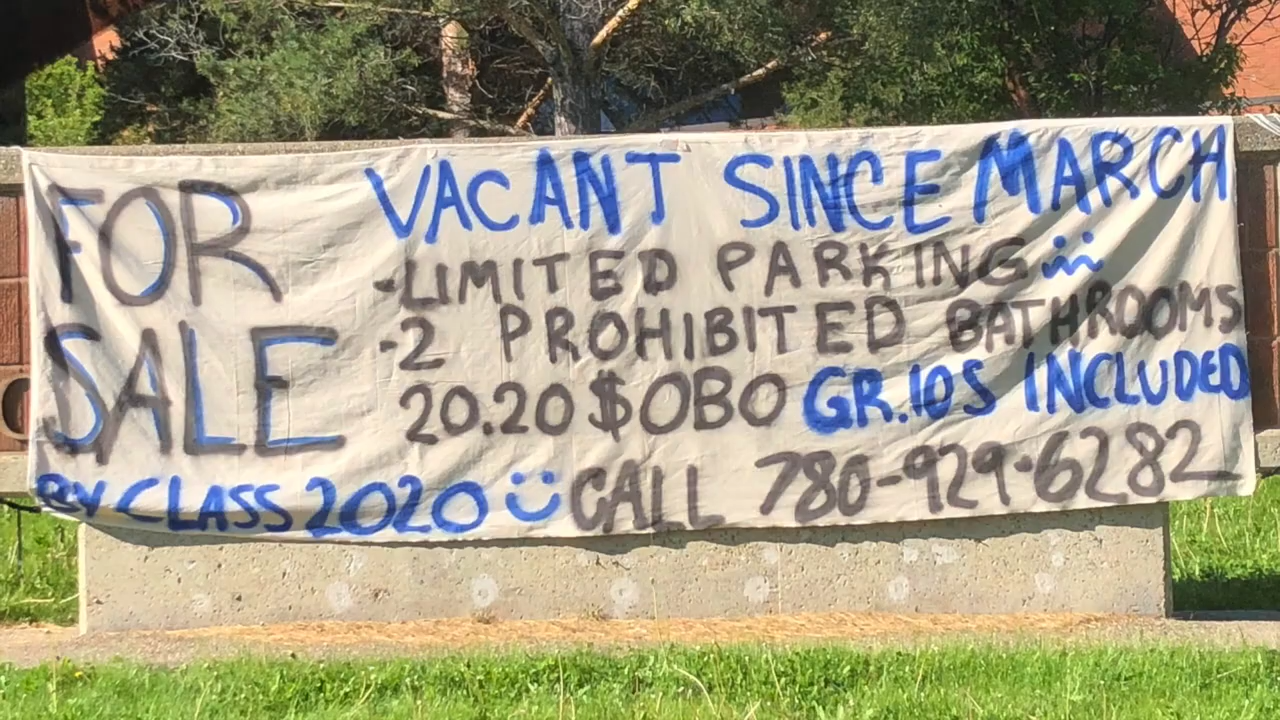 FOR
SALE
BY CLASS 2020
VACANT SINCE MARCH
-LIMITED PARKING
-2 PROHIBITED BATHROOMS
20.20 $OBO GR.10S INCLUDED
CALL 780-929-6282